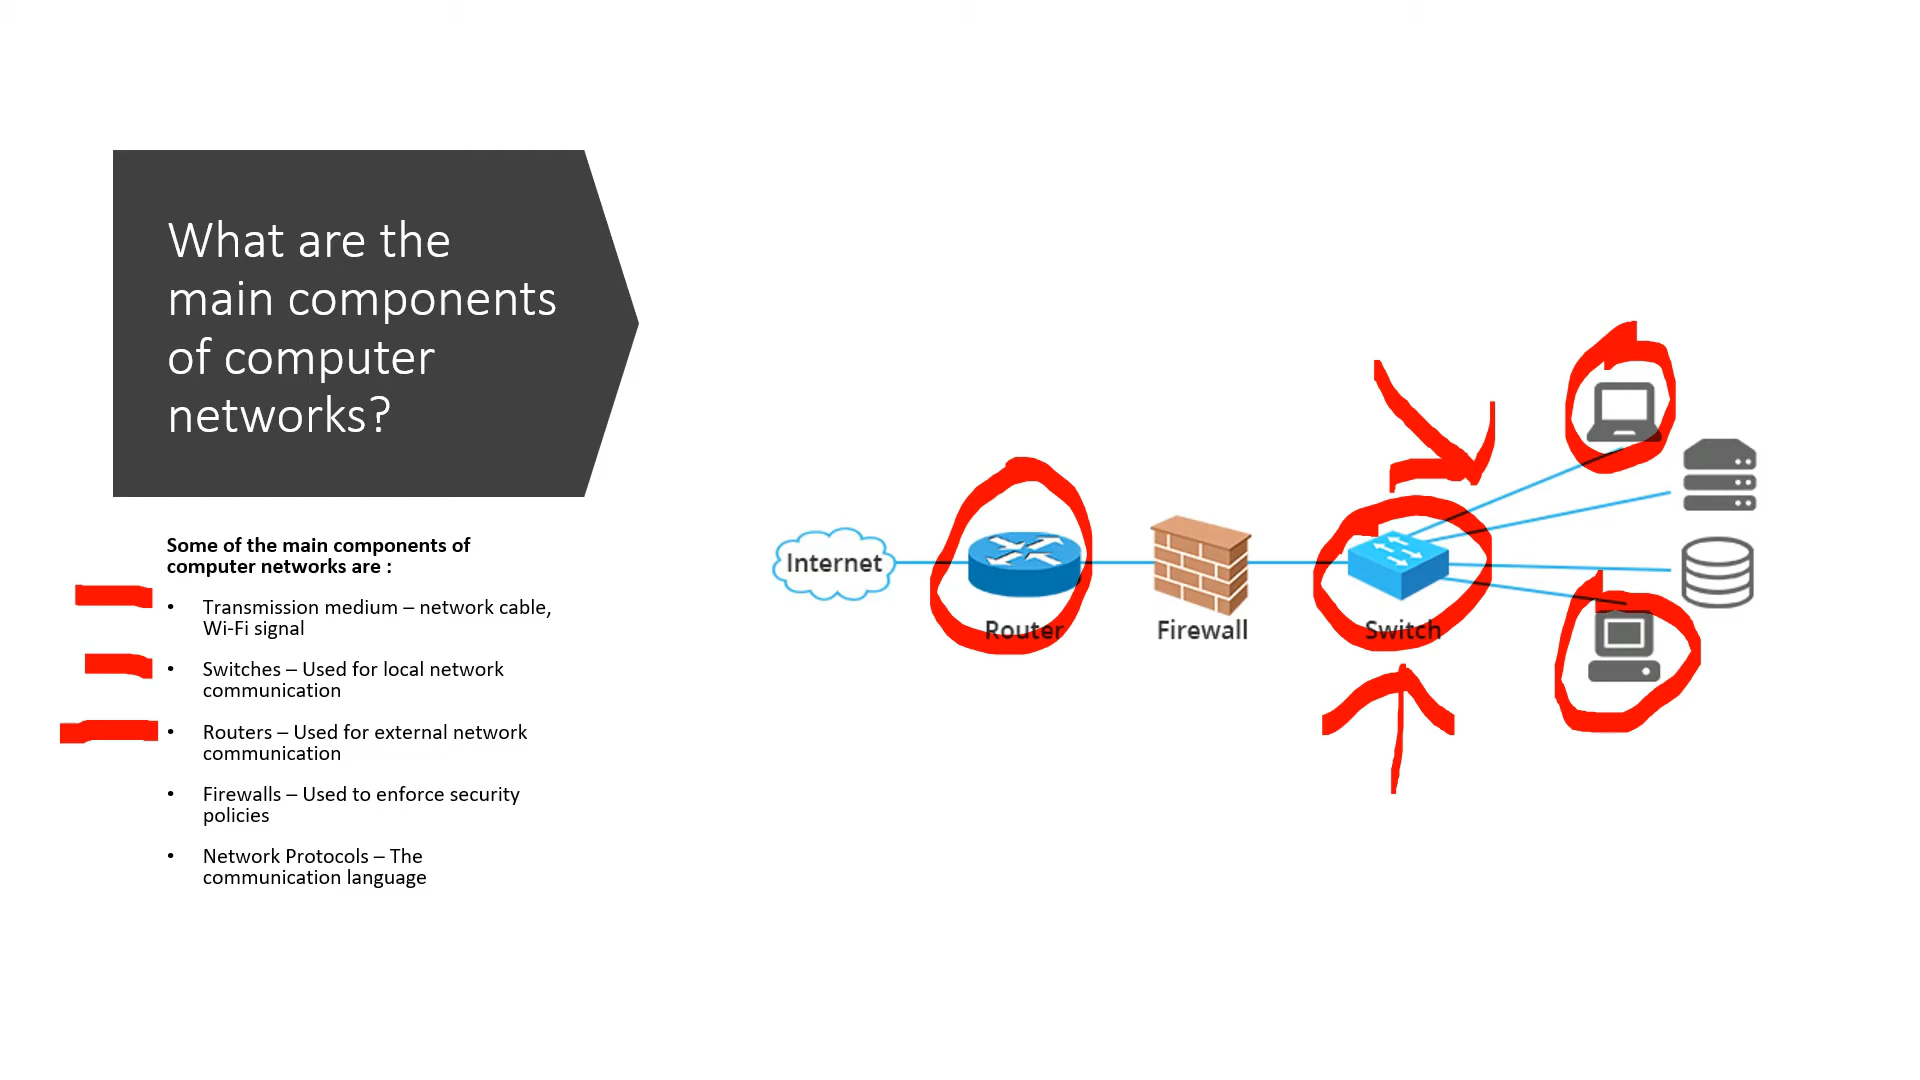 What are the
main components
of computer
networks?
Some of the main components of
computer networks are :
• Transmission medium – network cable,
Wi-Fi signal
• Switches – Used for local network
communication
• Routers – Used for external network
communication
• Firewalls – Used to enforce security
policies
• Network Protocols – The
communication language
Internet
Router
Firewall
Switch